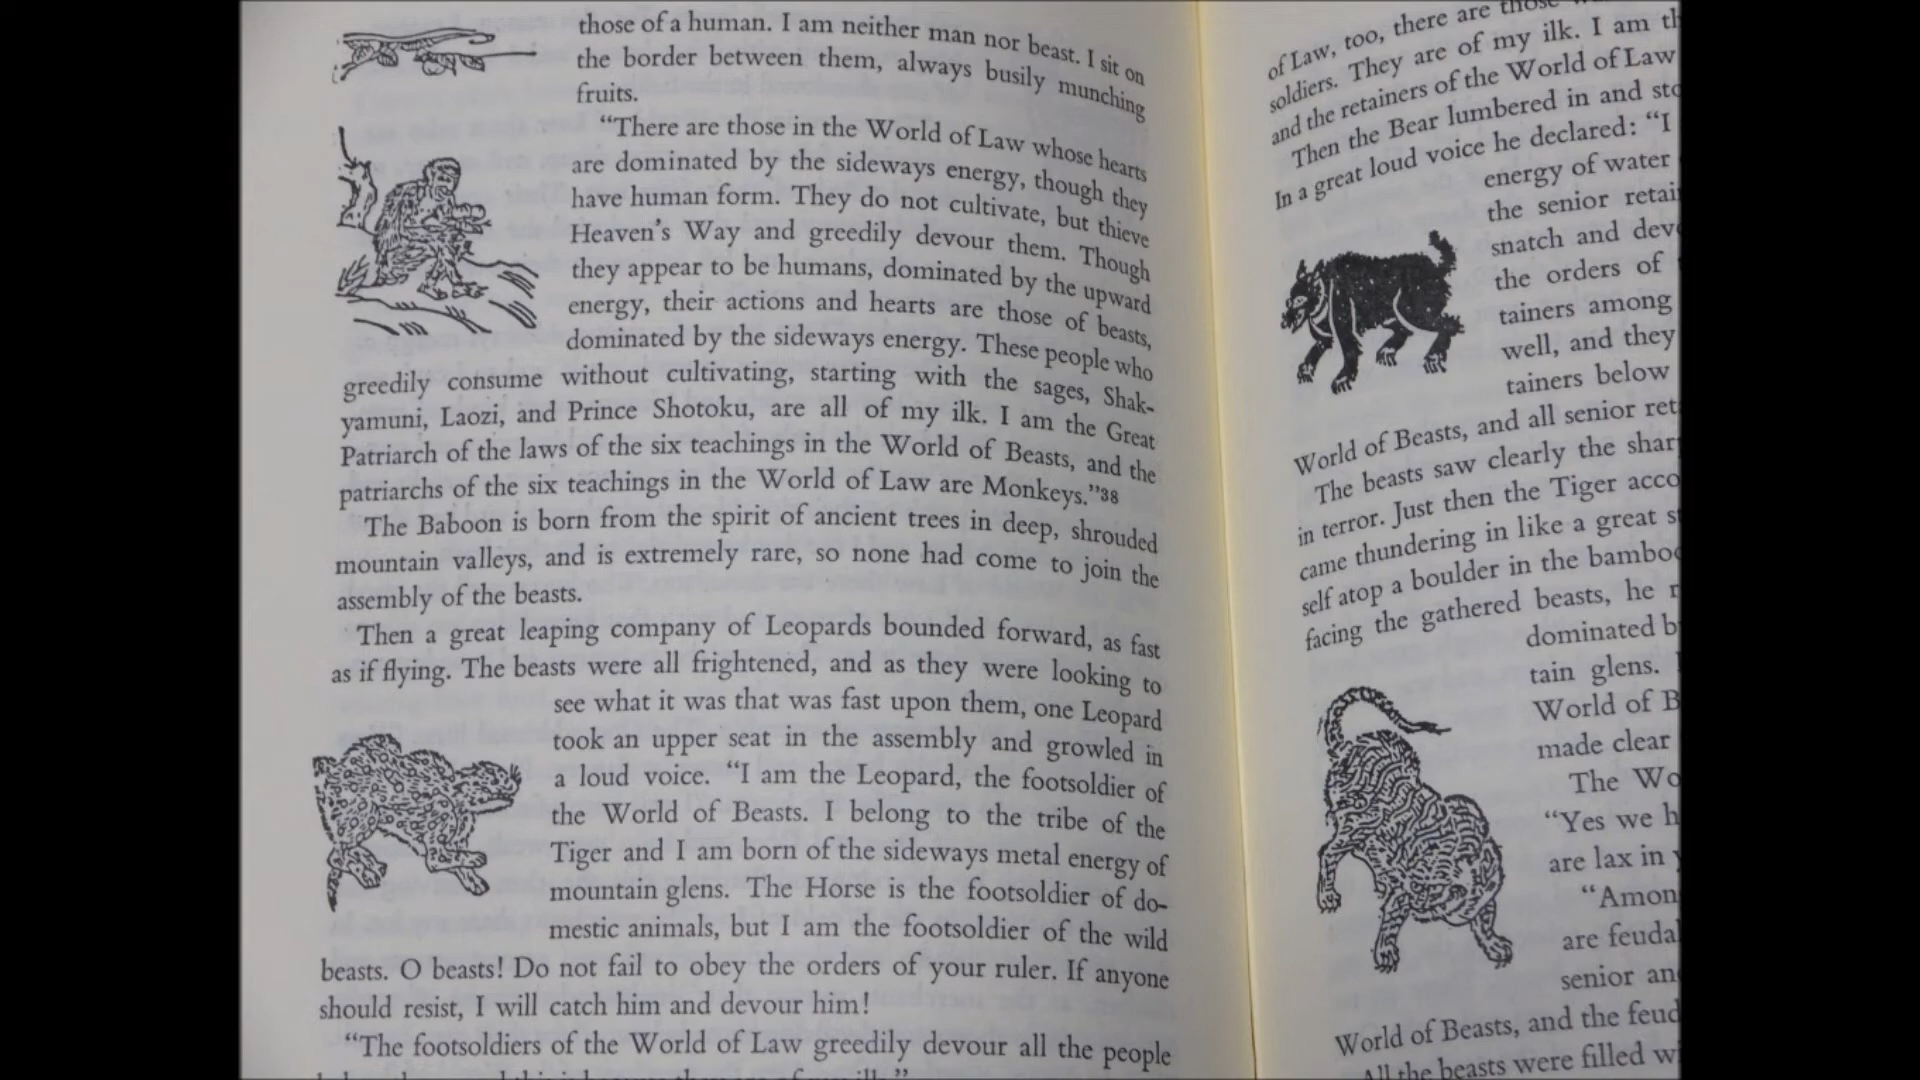 those of a human. I am neither man nor beast. I sit on
the border between them, always busily munching
fruits.
“There are those in the World of Law whose hearts
are dominated by the sideways energy, though they
have human form. They do not cultivate, but thieve
Heaven’s Way and greedily devour them. Though
they appear to be humans, dominated by the upward
energy, their actions and hearts are those of beasts,
dominated by the sideways energy. These people who
greedily consume without cultivating, starting with the sages, Shak-
yamuni, Laozi, and Prince Shotoku, are all of my ilk. I am the Great
Patriarch of the laws of the six teachings in the World of Beasts, and the
patriarchs of the six teachings in the World of Law are Monkeys.”38
The Baboon is born from the spirit of ancient trees in deep, shrouded
mountain valleys, and is extremely rare, so none had come to join the
assembly of the beasts.
Then a great leaping company of Leopards bounded forward, as fast
as if flying. The beasts were all frightened, and as they were looking to
see what it was that was fast upon them, one Leopard
took an upper seat in the assembly and growled in
a loud voice. “I am the Leopard, the footsoldier of
the World of Beasts. I belong to the tribe of the
Tiger and I am born of the sideways metal energy of
mountain glens. The Horse is the footsoldier of do-
mestic animals, but I am the footsoldier of the wild
beasts. O beasts! Do not fail to obey the orders of your ruler. If anyone
should resist, I will catch him and devour him!
“The footsoldiers of the World of Law greedily devour all the people
of Law, too, there are those
soldiers. They are of my ilk. I am th
and the retainers of the World of Law
Then the Bear lumbered in and sto
In a great loud voice he declared: “I
energy of water
the senior retai
snatch and dev
the orders of
tainers among
well, and they
tainers below
World of Beasts, and all senior ret
The beasts saw clearly the shar
in terror. Just then the Tiger acco
came thundering in like a great s
self atop a boulder in the bamboo
facing the gathered beasts, he r
dominated b
tain glens.
World of B
made clear
The Wo
“Yes we h
are lax in y
“Amon
are feudal
senior an
World of Beasts, and the feud
All the beasts were filled wi